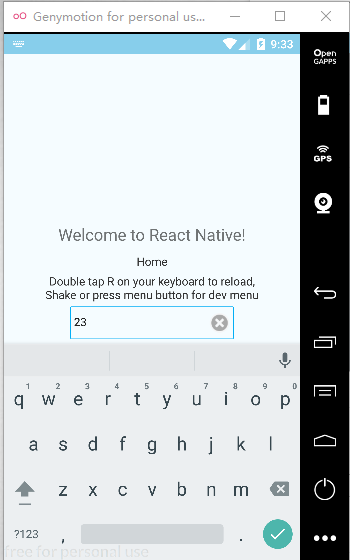 Genymotion for personal us...
9:33
Open
GAPPS
GPS
Welcome to React Native!
Home
Double tap R on your keyboard to reload,
Shake or press menu button for dev menu
23
1 2 3 4 5 6 7 8 9 0
q w e r t y u i o p
a s d f g h j k l
z x c v b n m
?123 , .
free for personal use